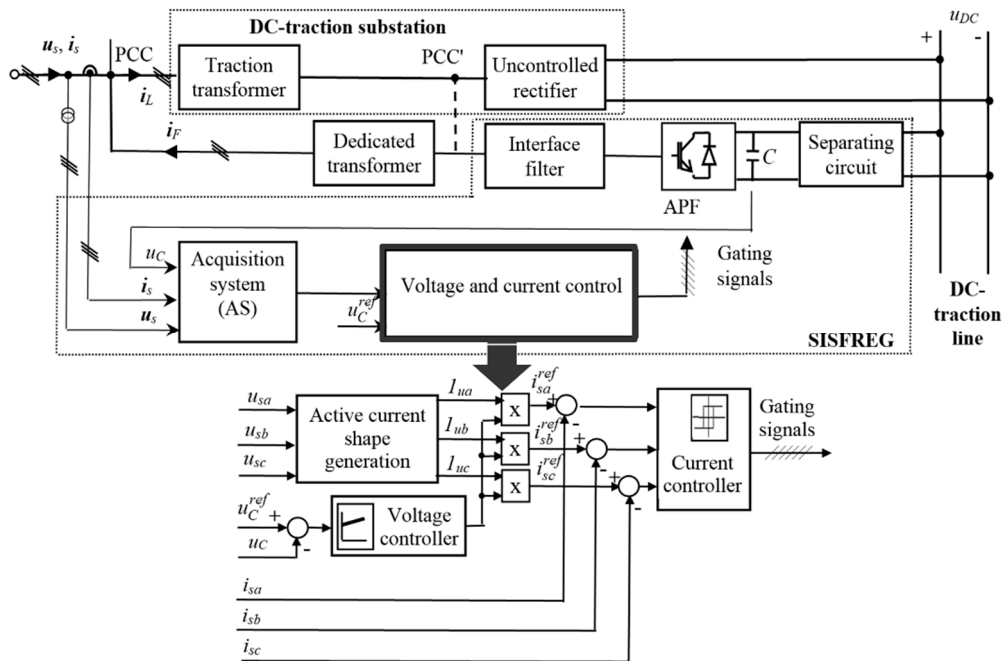 DC-traction substation
u_DC
+
-
u_s, i_s
PCC
PCC'
i_L
Traction
transformer
Uncontrolled
rectifier
i_F
Dedicated
transformer
Interface
filter
C
Separating
circuit
APF
u_C
i_s
u_s
Acquisition
system
(AS)
u_C^ref
Voltage and current control
Gating
signals
DC-
traction
line
SISFREG
u_sa
u_sb
u_sc
Active current
shape
generation
1_ua
1_ub
1_uc
x
x
x
i_sa^ref
i_sb^ref
i_sc^ref
+
-
+
-
+
-
Current
controller
Gating
signals
u_C^ref
+
u_C
-
Voltage
controller
i_sa
i_sb
i_sc